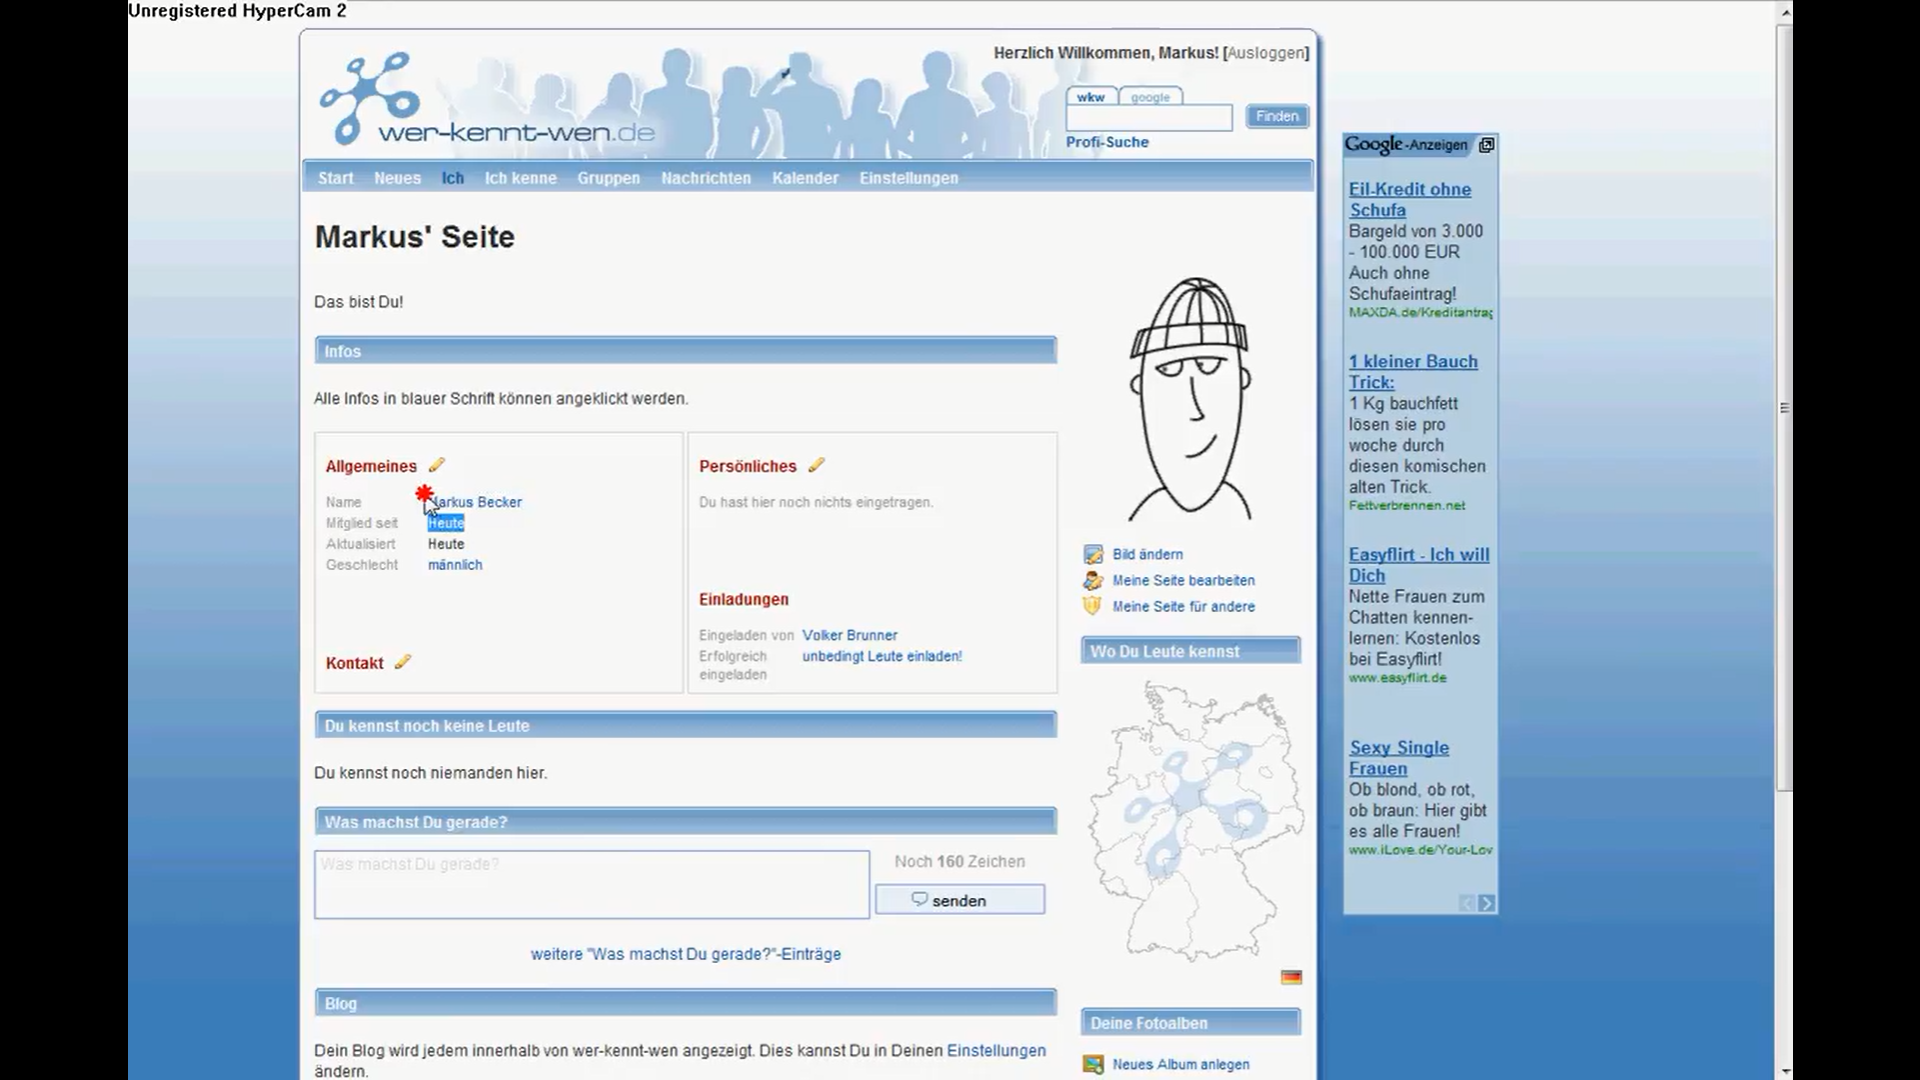 Unregistered HyperCam 2
Herzlich Willkommen, Markus! [Ausloggen]
wer-kennt-wen.de
wkw google
Finden
Profi-Suche
Start Neues Ich Ich kenne Gruppen Nachrichten Kalender Einstellungen
Markus' Seite
Das bist Du!
Infos
Alle Infos in blauer Schrift können angeklickt werden.
Allgemeines
Name Markus Becker
Mitglied seit Heute
Aktualisiert Heute
Geschlecht männlich
Kontakt
Persönliches
Du hast hier noch nichts eingetragen.
Einladungen
Eingeladen von Volker Brunner
Erfolgreich unbedingt Leute einladen!
eingeladen
Du kennst noch keine Leute
Du kennst noch niemanden hier.
Was machst Du gerade?
Was machst Du gerade?
Noch 160 Zeichen
senden
weitere "Was machst Du gerade?"-Einträge
Blog
Dein Blog wird jedem innerhalb von wer-kennt-wen angezeigt. Dies kannst Du in Deinen Einstellungen
ändern.
Bild ändern
Meine Seite bearbeiten
Meine Seite für andere
Wo Du Leute kennst
Deine Fotoalben
Neues Album anlegen
Google-Anzeigen
Eil-Kredit ohne
Schufa
Bargeld von 3.000
- 100.000 EUR
Auch ohne
Schufaeintrag!
MAXDA.de/Kreditantrag
1 kleiner Bauch
Trick:
1 Kg bauchfett
lösen sie pro
woche durch
diesen komischen
alten Trick.
Fettverbrennen.net
Easyflirt - Ich will
Dich
Nette Frauen zum
Chatten kennen-
lernen: Kostenlos
bei Easyflirt!
www.easyflirt.de
Sexy Single
Frauen
Ob blond, ob rot,
ob braun: Hier gibt
es alle Frauen!
www.iLove.de/Your-Lov